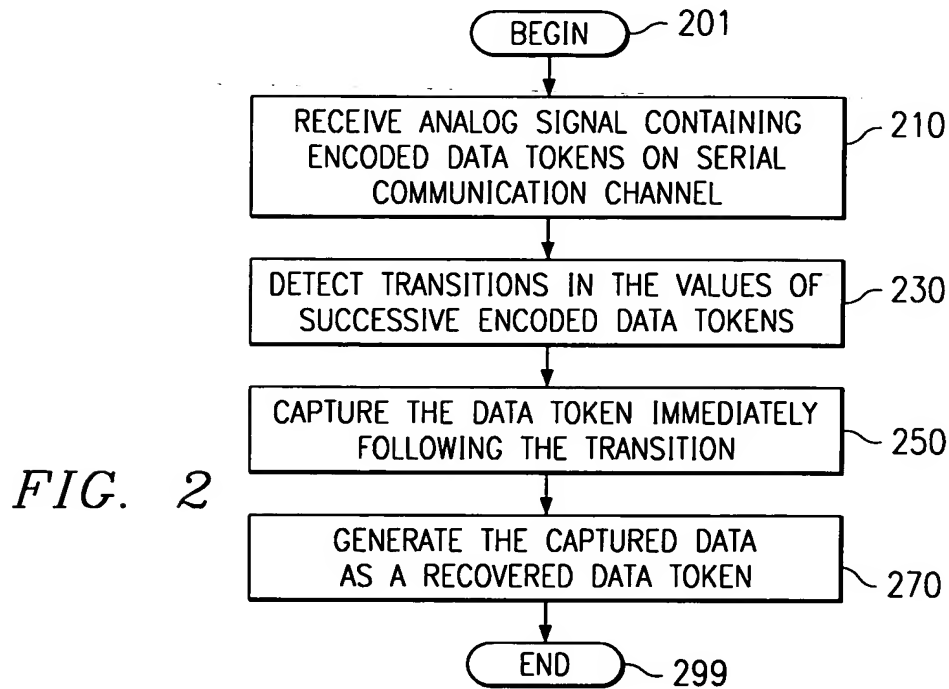 BEGIN
201
RECEIVE ANALOG SIGNAL CONTAINING
ENCODED DATA TOKENS ON SERIAL
COMMUNICATION CHANNEL
210
DETECT TRANSITIONS IN THE VALUES OF
SUCCESSIVE ENCODED DATA TOKENS
230
CAPTURE THE DATA TOKEN IMMEDIATELY
FOLLOWING THE TRANSITION
250
FIG. 2
GENERATE THE CAPTURED DATA
AS A RECOVERED DATA TOKEN
270
END
299